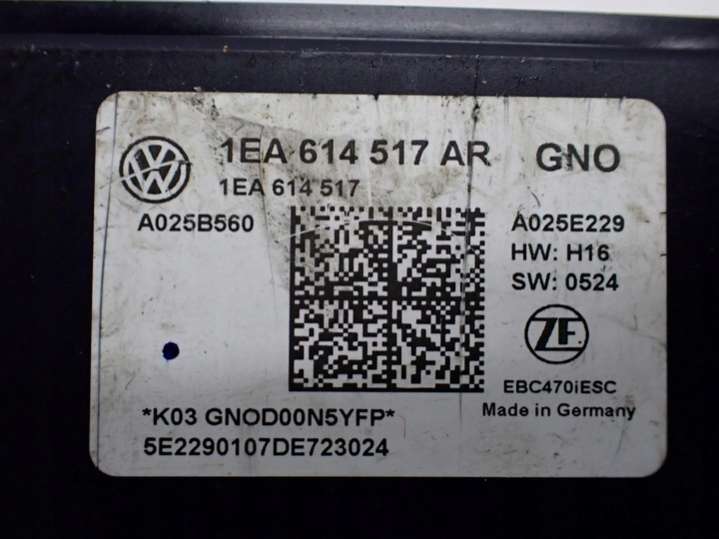 1EA 614 517 AR GNO
1EA 614 517
A025B560
A025E229
HW: H16
SW: 0524
ZF
EBC470iESC
Made in Germany
*K03 GNOD00N5YFP*
5E2290107DE723024